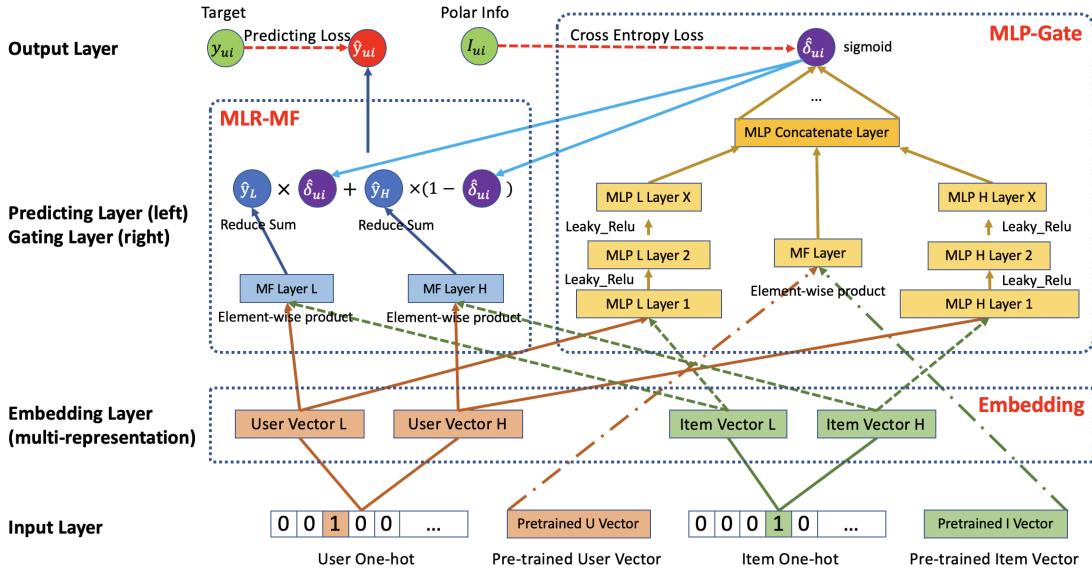 Target
Polar Info
Output Layer
y_ui
Predicting Loss
ŷ_ui
I_ui
Cross Entropy Loss
δ̂_ui
sigmoid
MLP-Gate
...
MLR-MF
MLP Concatenate Layer
ŷ_L × δ̂_ui + ŷ_H ×(1 − δ̂_ui )
Reduce Sum
Reduce Sum
Predicting Layer (left)
Gating Layer (right)
MLP L Layer X
MLP H Layer X
Leaky_Relu
Leaky_Relu
MLP L Layer 2
MF Layer
MLP H Layer 2
Leaky_Relu
Leaky_Relu
MF Layer L
MF Layer H
Element-wise product
MLP L Layer 1
MLP H Layer 1
Element-wise product
Element-wise product
Embedding Layer
(multi-representation)
User Vector L
User Vector H
Item Vector L
Item Vector H
Embedding
Input Layer
0 0 1 0 0 ...
Pretrained U Vector
0 0 0 1 0 ...
Pretrained I Vector
User One-hot
Pre-trained User Vector
Item One-hot
Pre-trained Item Vector